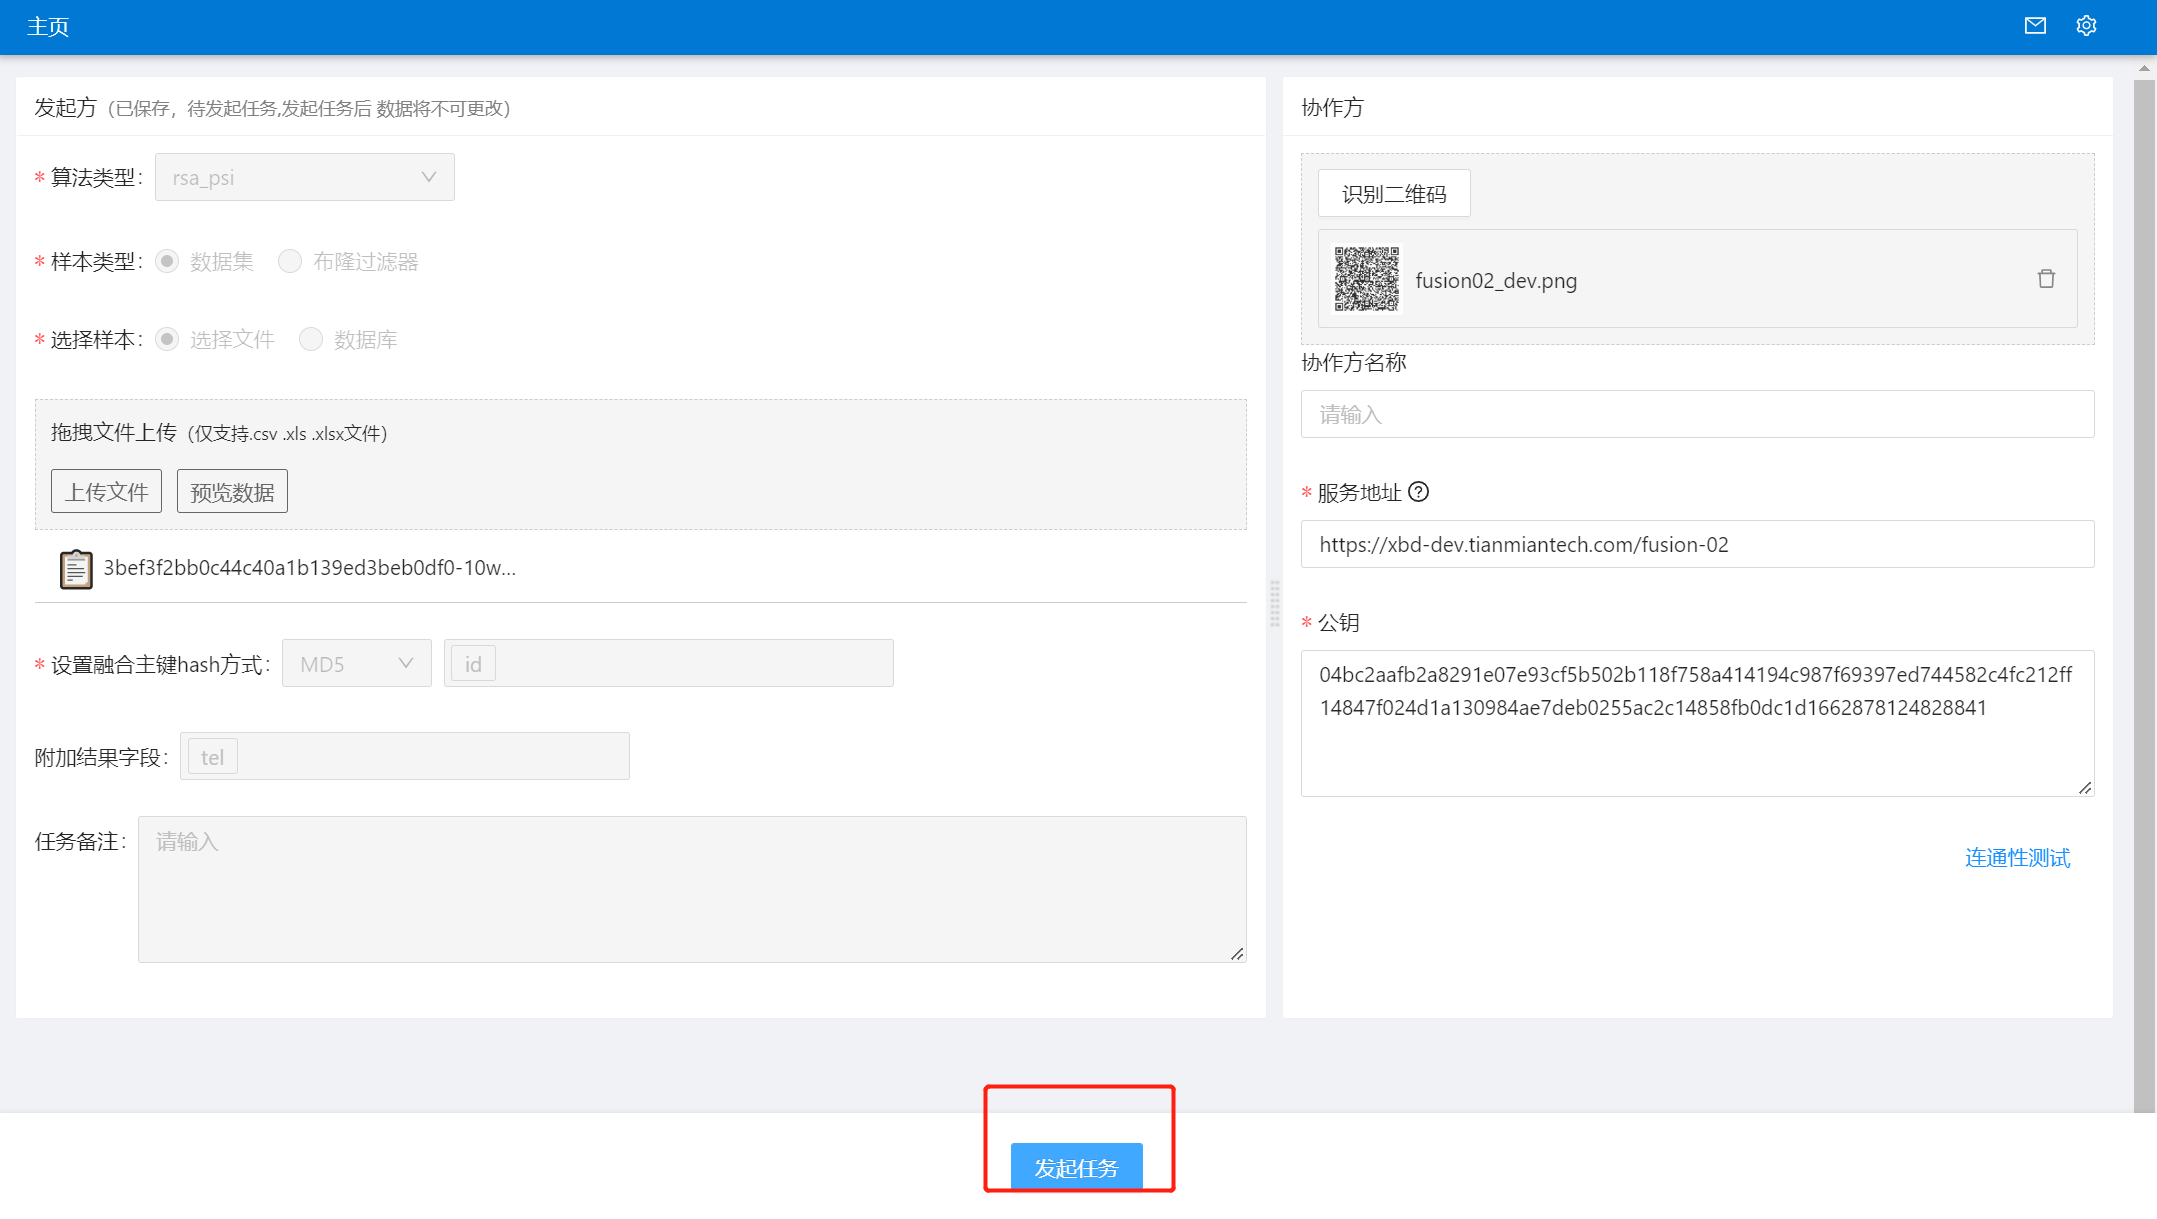 主页
发起方（已保存，待发起任务,发起任务后 数据将不可更改）
* 算法类型： rsa_psi
* 样本类型： 数据集 布隆过滤器
* 选择样本： 选择文件 数据库
拖拽文件上传（仅支持.csv .xls .xlsx文件）
上传文件 预览数据
3bef3f2bb0c44c40a1b139ed3beb0df0-10w...
* 设置融合主键hash方式： MD5 id
附加结果字段： tel
任务备注： 请输入
协作方
识别二维码
fusion02_dev.png
协作方名称
请输入
* 服务地址
https://xbd-dev.tianmiantech.com/fusion-02
* 公钥
04bc2aafb2a8291e07e93cf5b502b118f758a414194c987f69397ed744582c4fc212ff
14847f024d1a130984ae7deb0255ac2c14858fb0dc1d1662878124828841
连通性测试
发起任务